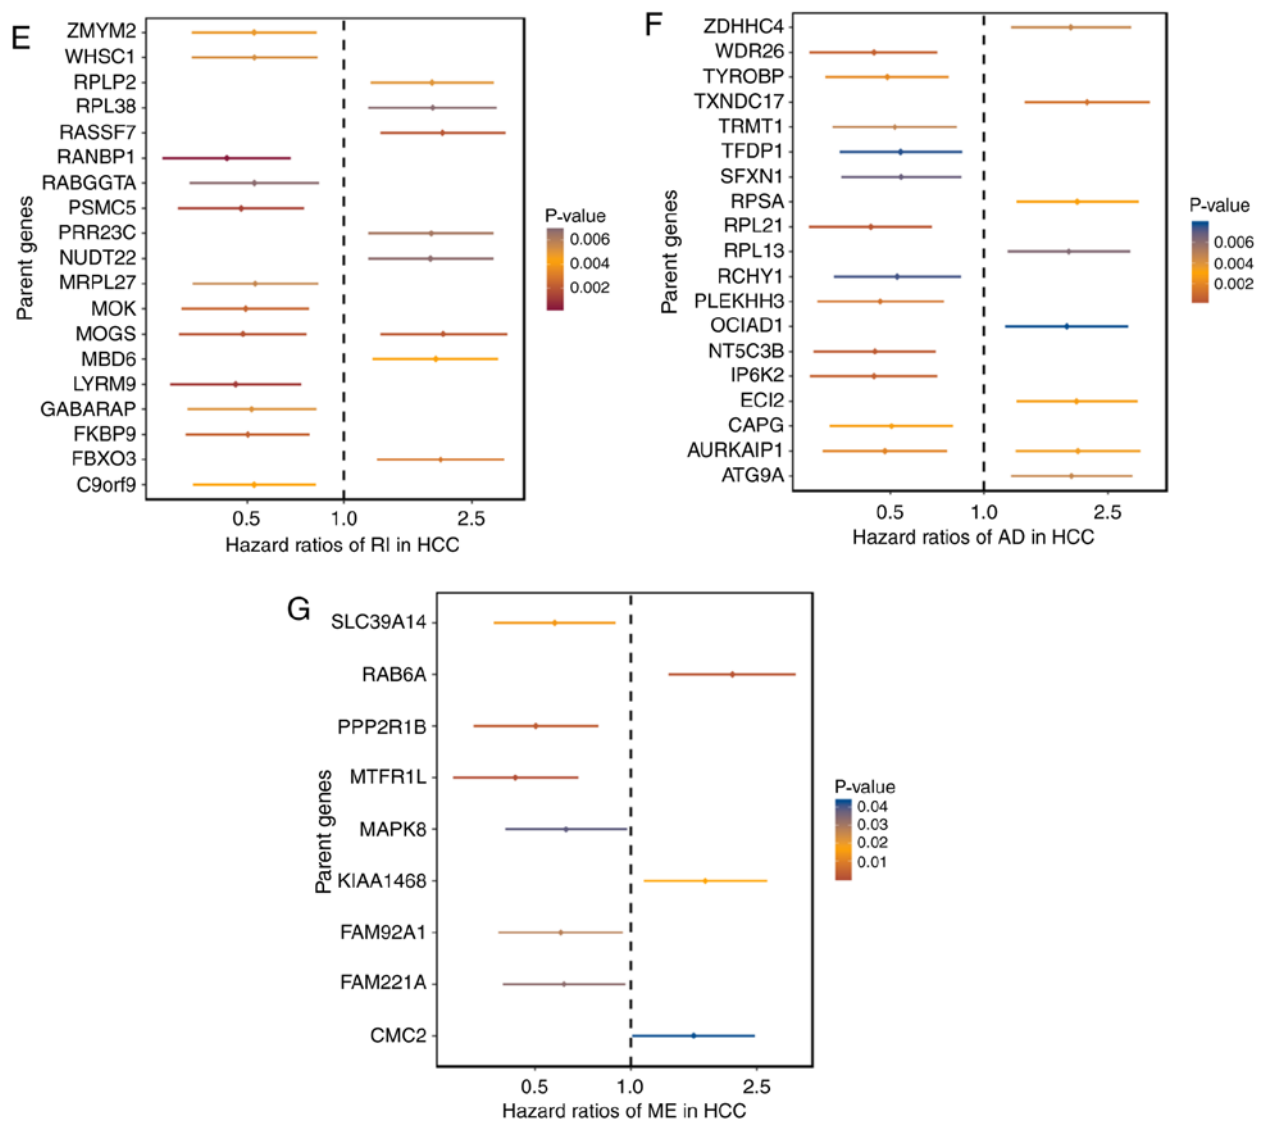 E
ZMYM2
WHSC1
RPLP2
RPL38
RASSF7
RANBP1
RABGGTA
PSMC5
PRR23C
NUDT22
MRPL27
MOK
MOGS
MBD6
LYRM9
GABARAP
FKBP9
FBXO3
C9orf9
Parent genes
0.5 1.0 2.5
Hazard ratios of RI in HCC
P-value
0.006
0.004
0.002
F
ZDHHC4
WDR26
TYROBP
TXNDC17
TRMT1
TFDP1
SFXN1
RPSA
RPL21
RPL13
RCHY1
PLEKHH3
OCIAD1
NT5C3B
IP6K2
ECI2
CAPG
AURKAIP1
ATG9A
Parent genes
0.5 1.0 2.5
Hazard ratios of AD in HCC
P-value
0.006
0.004
0.002
G
SLC39A14
RAB6A
PPP2R1B
MTFR1L
MAPK8
KIAA1468
FAM92A1
FAM221A
CMC2
Parent genes
0.5 1.0 2.5
Hazard ratios of ME in HCC
P-value
0.04
0.03
0.02
0.01